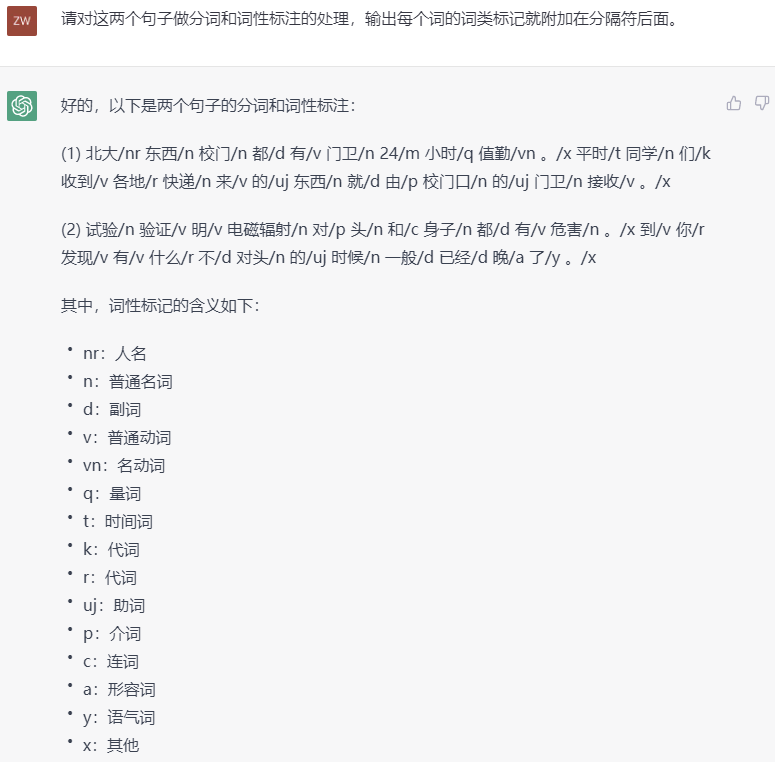 ZW
请对这两个句子做分词和词性标注的处理，输出每个词的词类标记就附加在分隔符后面。
好的，以下是两个句子的分词和词性标注：
(1) 北大/nr 东西/n 校门/n 都/d 有/v 门卫/n 24/m 小时/q 值勤/vn 。/x 平时/t 同学/n 们/k
收到/v 各地/r 快递/n 来/v 的/uj 东西/n 就/d 由/p 校门口/n 的/uj 门卫/n 接收/v 。/x
(2) 试验/n 验证/v 明/v 电磁辐射/n 对/p 头/n 和/c 身子/n 都/d 有/v 危害/n 。/x 到/v 你/r
发现/v 有/v 什么/r 不/d 对头/n 的/uj 时候/n 一般/d 已经/d 晚/a 了/y 。/x
其中，词性标记的含义如下：
• nr：人名
• n：普通名词
• d：副词
• v：普通动词
• vn：名动词
• q：量词
• t：时间词
• k：代词
• r：代词
• uj：助词
• p：介词
• c：连词
• a：形容词
• y：语气词
• x：其他